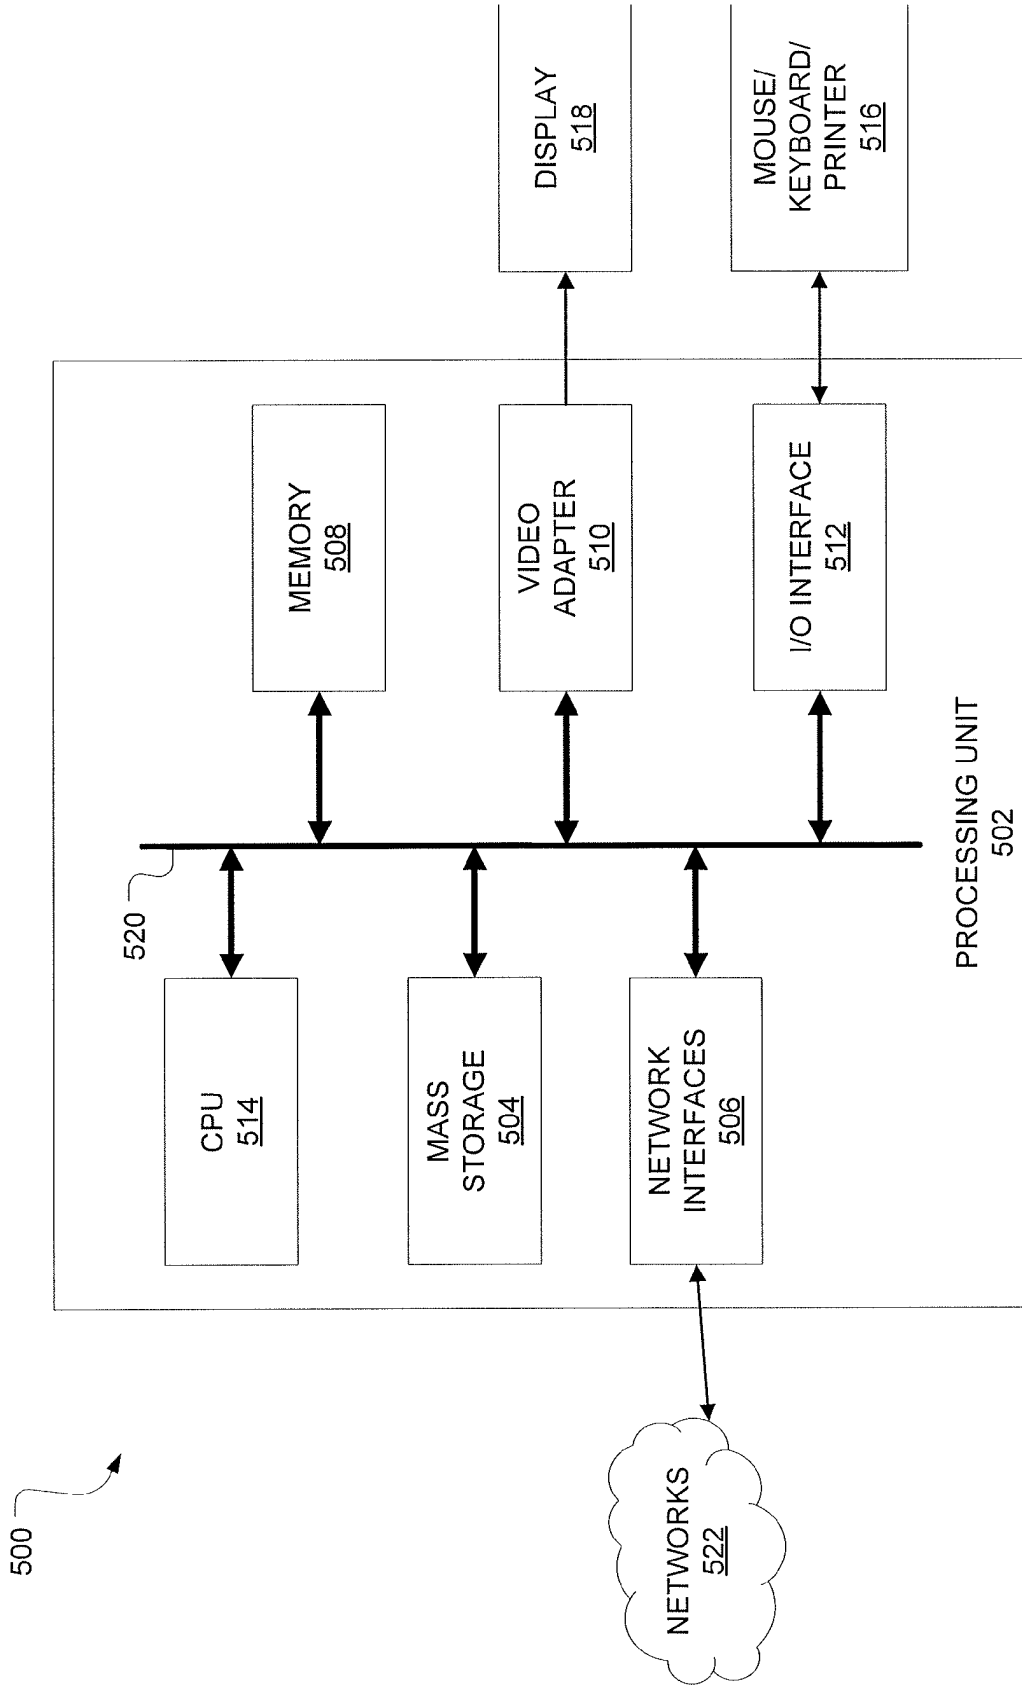 500
520
CPU
514
MEMORY
508
MASS
STORAGE
504
VIDEO
ADAPTER
510
DISPLAY
518
NETWORKS
522
NETWORK
INTERFACES
506
I/O INTERFACE
512
MOUSE/
KEYBOARD/
PRINTER
516
PROCESSING UNIT
502